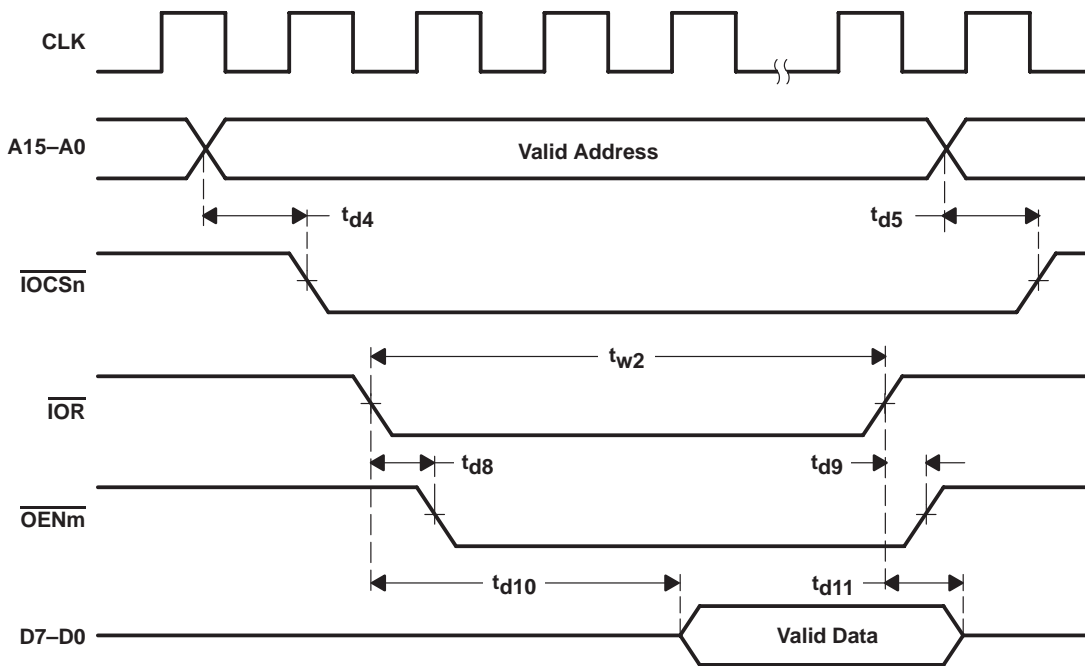 CLK
A15–A0
Valid Address
td4
td5
IOCSn
tw2
IOR
td8
td9
OENm
td10
td11
D7–D0
Valid Data